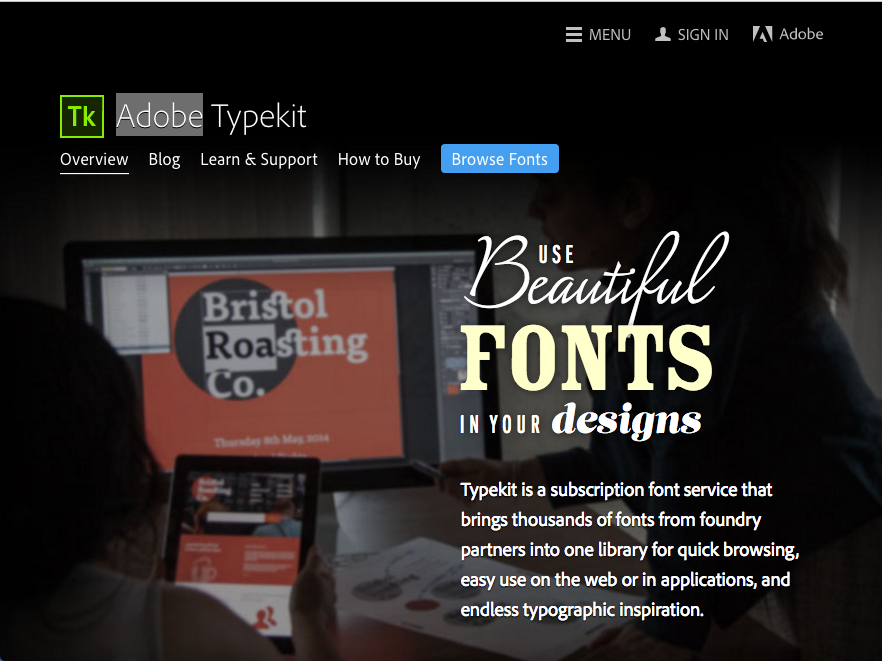 MENU SIGN IN Adobe
Tk Adobe Typekit
Overview Blog Learn & Support How to Buy Browse Fonts
USE
Beautiful
FONTS
IN YOUR designs
Bristol
Roasting
Co.
Thursday 8th May, 2014
Typekit is a subscription font service that
brings thousands of fonts from foundry
partners into one library for quick browsing,
easy use on the web or in applications, and
endless typographic inspiration.